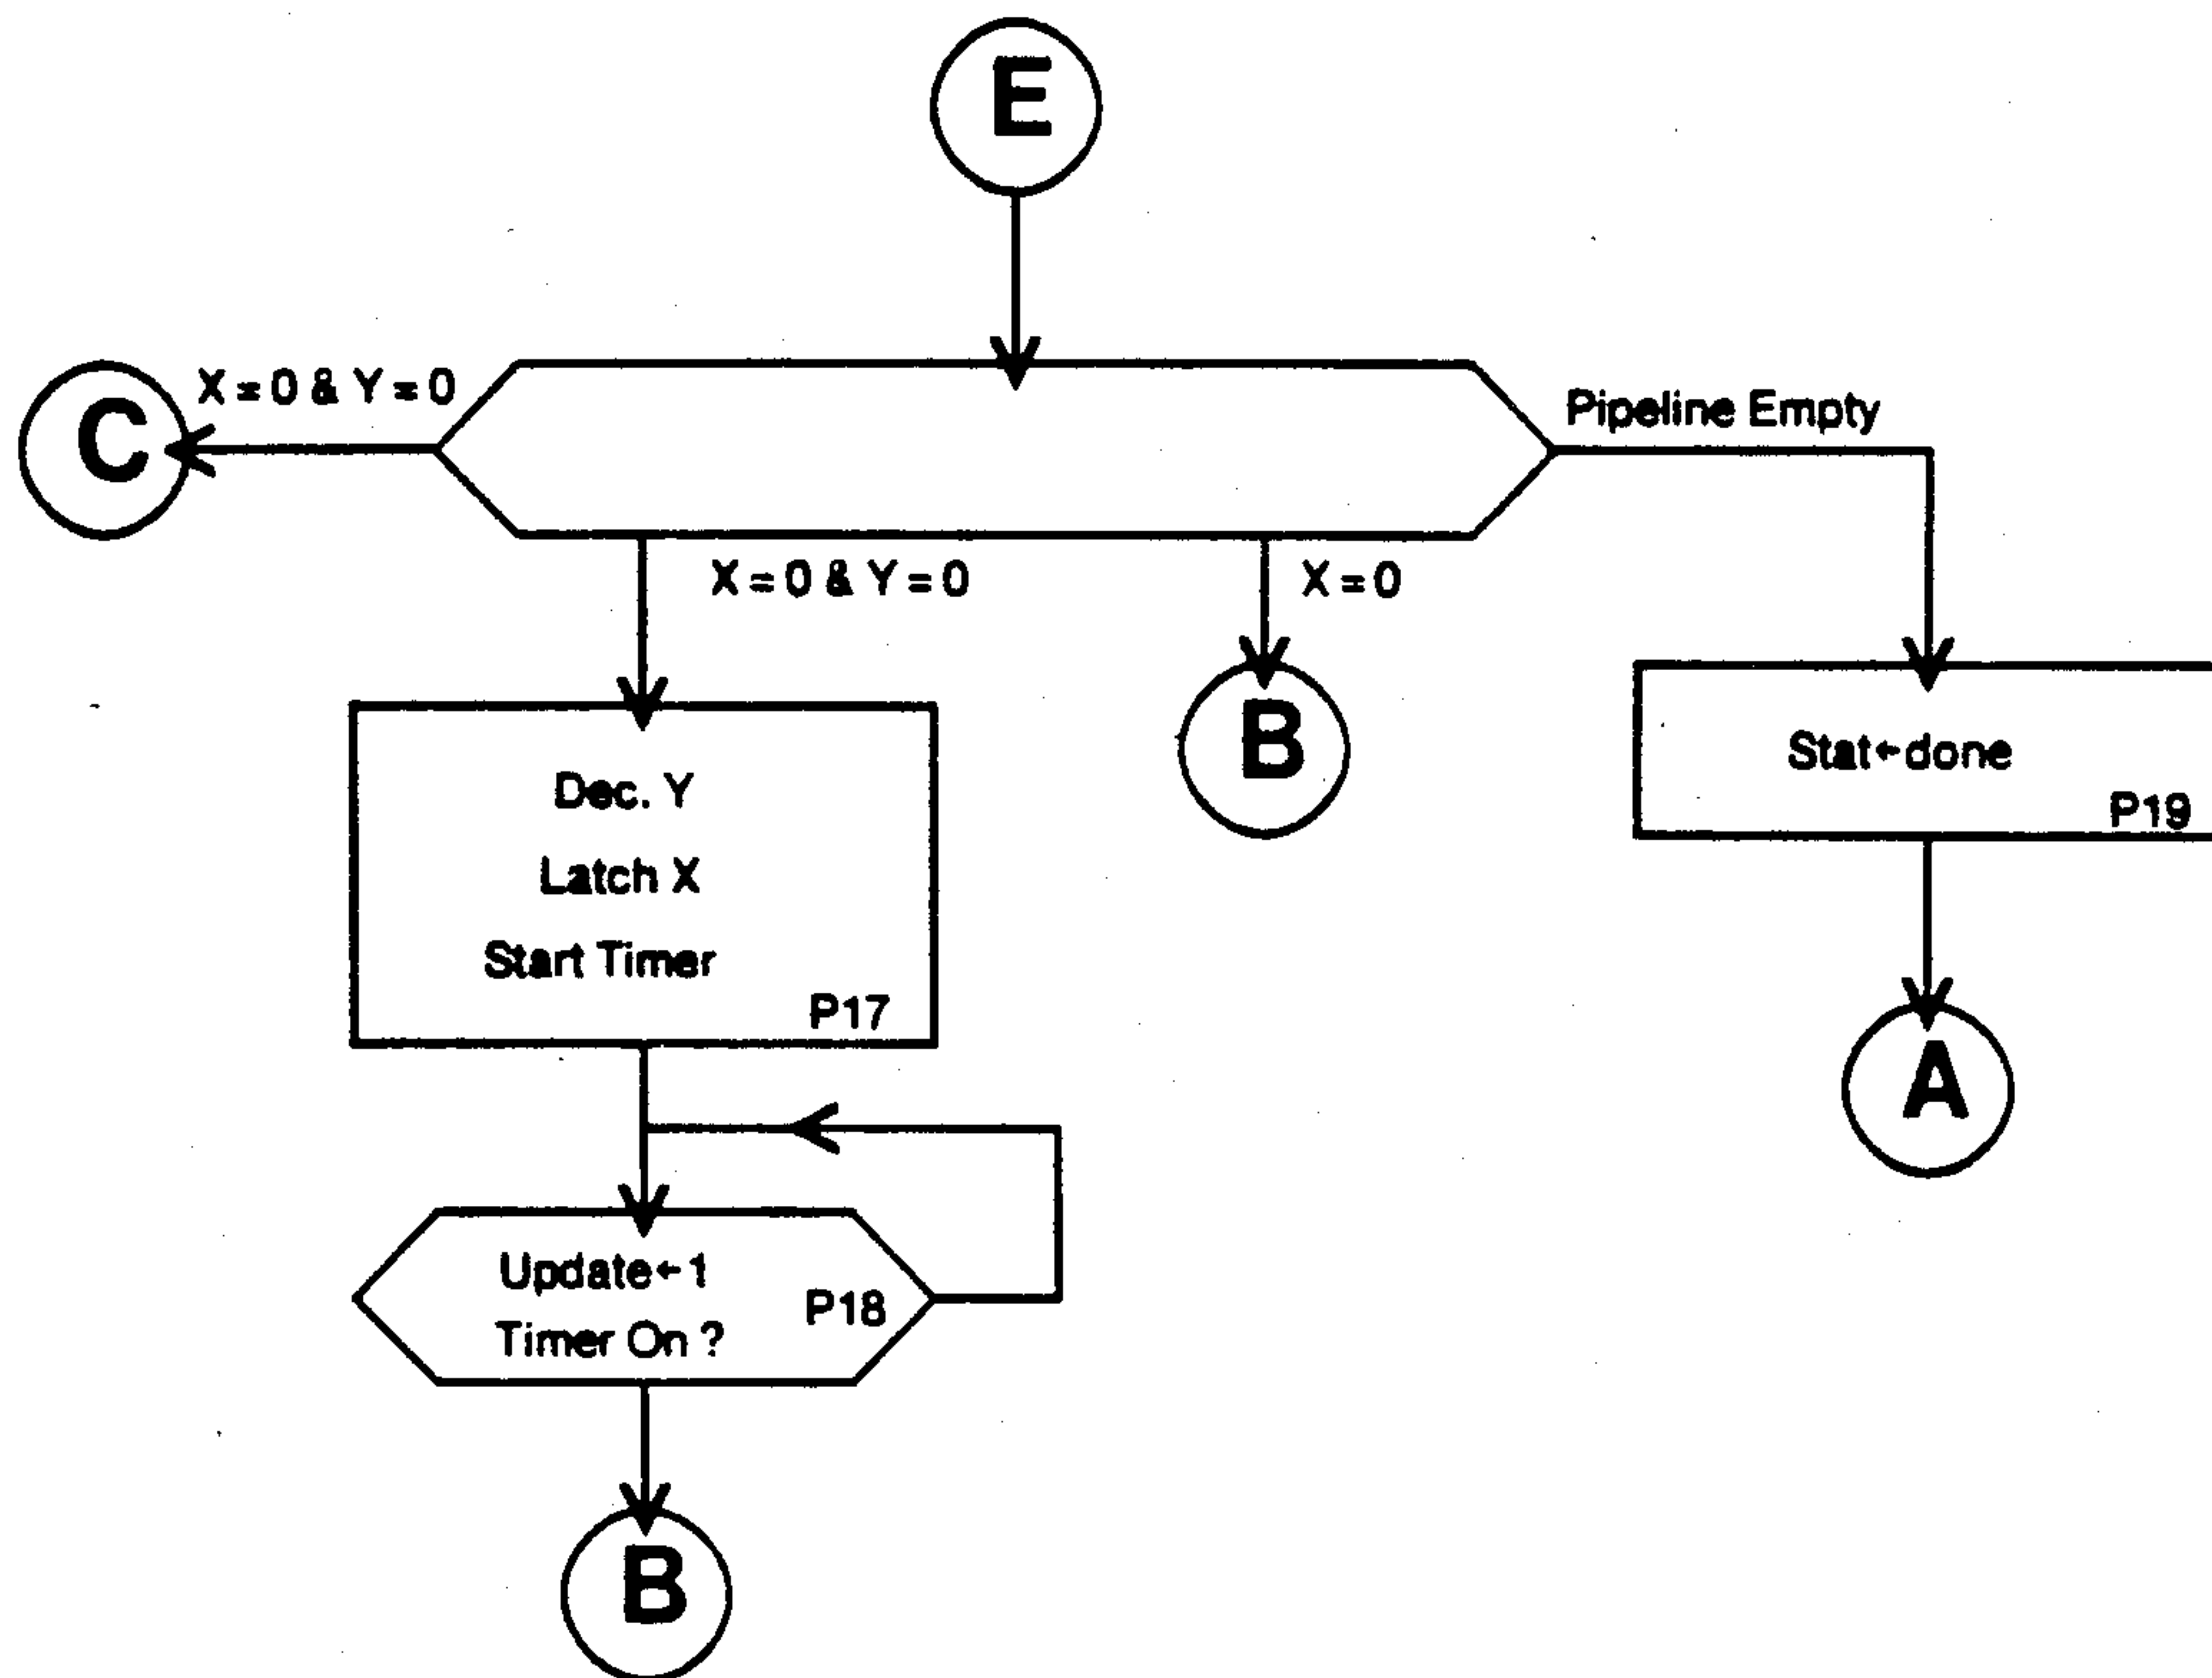 E
C
X = 0 & Y = 0
Pipeline Empty
X = 0 & Y = 0
X = 0
B
Stat←done
P19
Dec. Y
Latch X
Start Timer
P17
A
Update←1
P18
Timer On ?
B